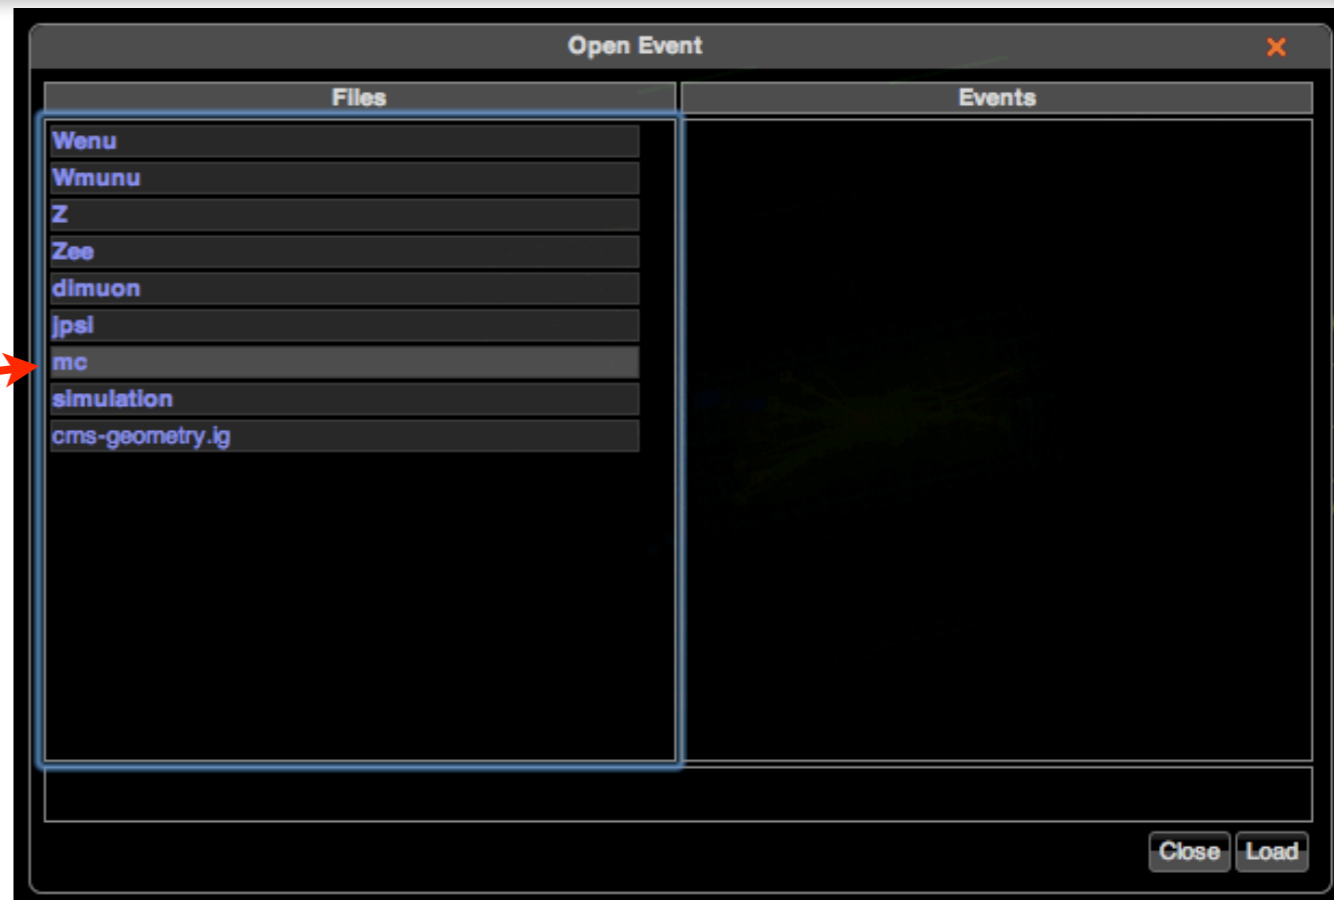 Open Event
Files
Events
Wenu
Wmunu
Z
Zee
dimuon
jpsi
mc
simulation
cms-geometry.ig
Close
Load